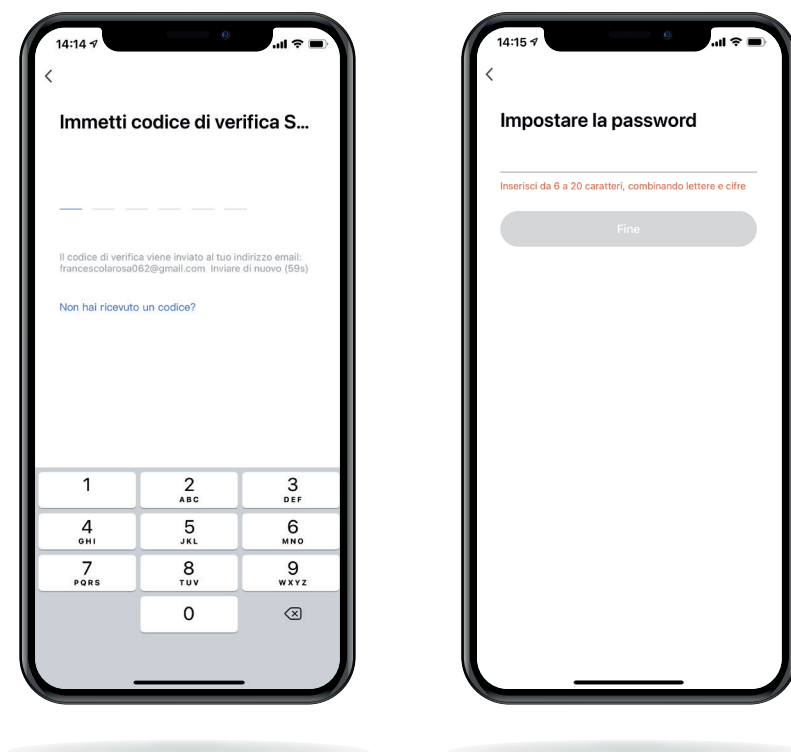 14:14
Immetti codice di verifica S...
Il codice di verifica viene inviato al tuo indirizzo email:
francescolarosa062@gmail.com Inviare di nuovo (59s)
Non hai ricevuto un codice?
1
2
ABC
3
DEF
4
GHI
5
JKL
6
MNO
7
PQRS
8
TUV
9
WXYZ
0
14:15
Impostare la password
Inserisci da 6 a 20 caratteri, combinando lettere e cifre
Fine